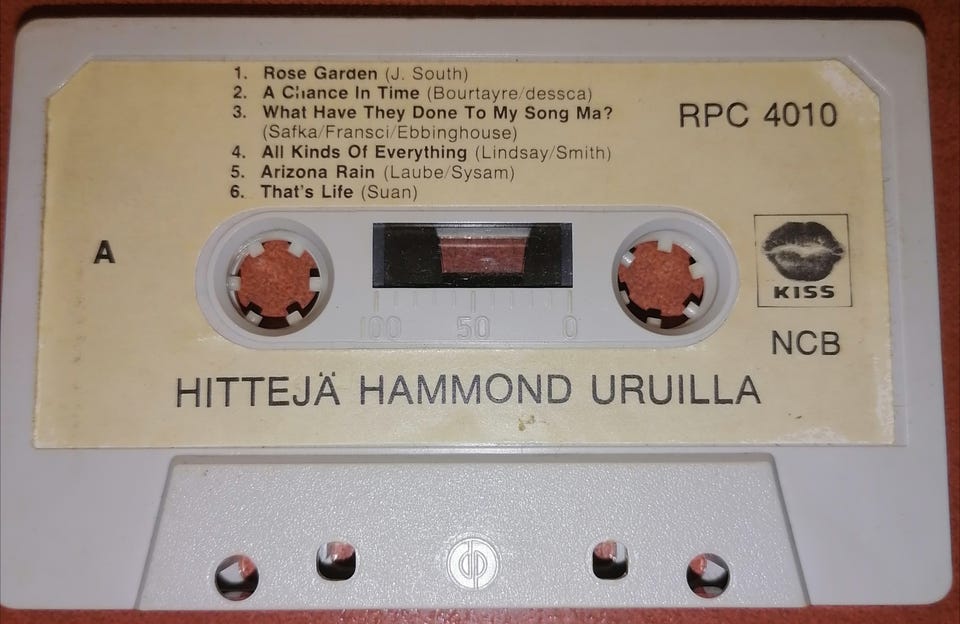 1. Rose Garden (J. South)
2. A Chance In Time (Bourtayre/dessca)
3. What Have They Done To My Song Ma?
(Safka/Fransci/Ebbinghouse)
4. All Kinds Of Everything (Lindsay/Smith)
5. Arizona Rain (Laube/Sysam)
6. That's Life (Suan)
RPC 4010
A
KISS
100 50 0
NCB
HITTEJÄ HAMMOND URUILLA